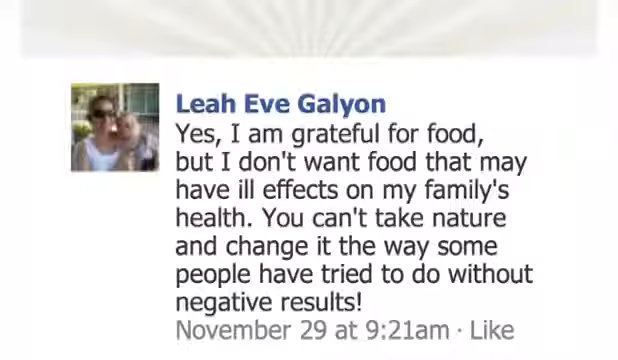 Leah Eve Galyon
Yes, I am grateful for food,
but I don't want food that may
have ill effects on my family's
health. You can't take nature
and change it the way some
people have tried to do without
negative results!
November 29 at 9:21am · Like